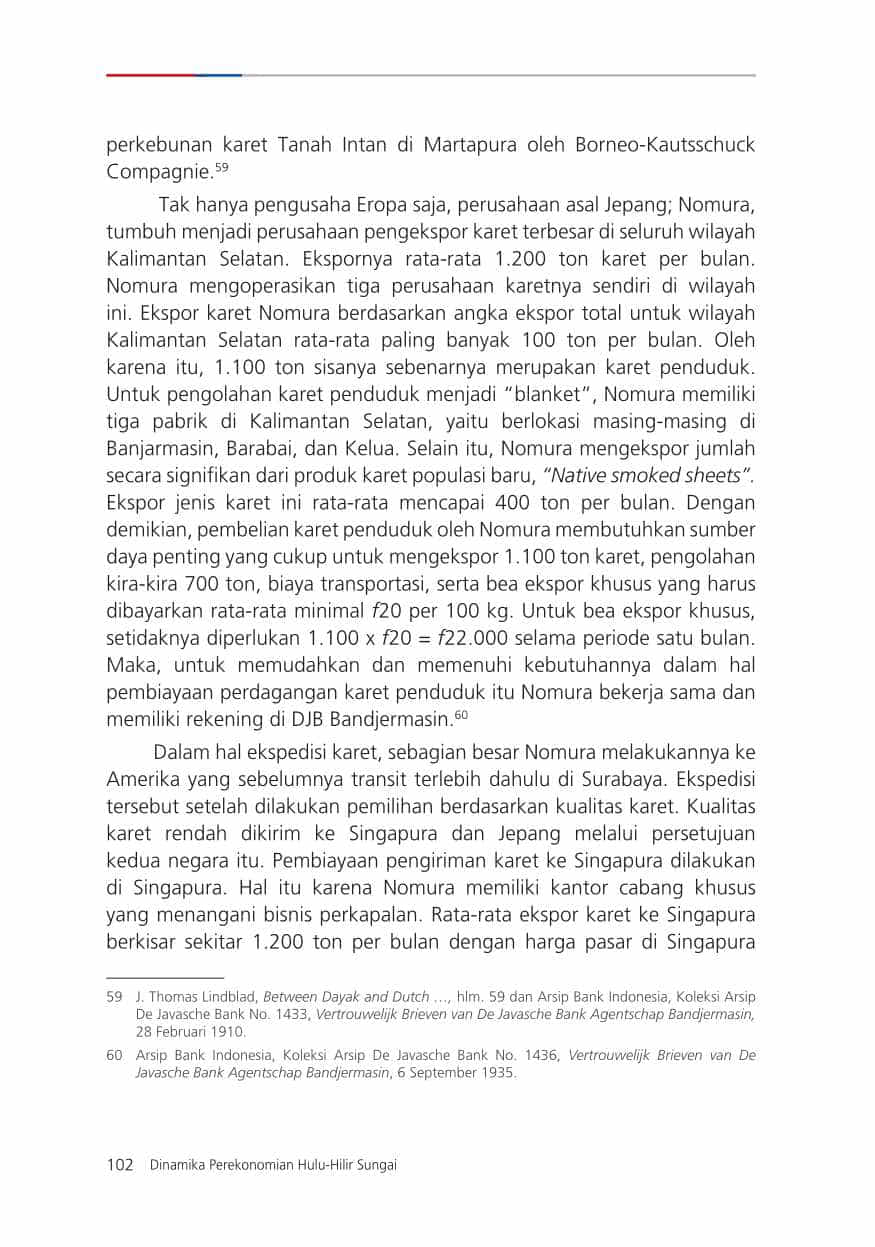 perkebunan karet Tanah Intan di Martapura oleh Borneo-Kautsschuck
Compagnie.59
Tak hanya pengusaha Eropa saja, perusahaan asal Jepang; Nomura,
tumbuh menjadi perusahaan pengekspor karet terbesar di seluruh wilayah
Kalimantan Selatan. Ekspornya rata-rata 1.200 ton karet per bulan.
Nomura mengoperasikan tiga perusahaan karetnya sendiri di wilayah
ini. Ekspor karet Nomura berdasarkan angka ekspor total untuk wilayah
Kalimantan Selatan rata-rata paling banyak 100 ton per bulan. Oleh
karena itu, 1.100 ton sisanya sebenarnya merupakan karet penduduk.
Untuk pengolahan karet penduduk menjadi “blanket”, Nomura memiliki
tiga pabrik di Kalimantan Selatan, yaitu berlokasi masing-masing di
Banjarmasin, Barabai, dan Kelua. Selain itu, Nomura mengekspor jumlah
secara signifikan dari produk karet populasi baru, “Native smoked sheets”.
Ekspor jenis karet ini rata-rata mencapai 400 ton per bulan. Dengan
demikian, pembelian karet penduduk oleh Nomura membutuhkan sumber
daya penting yang cukup untuk mengekspor 1.100 ton karet, pengolahan
kira-kira 700 ton, biaya transportasi, serta bea ekspor khusus yang harus
dibayarkan rata-rata minimal f20 per 100 kg. Untuk bea ekspor khusus,
setidaknya diperlukan 1.100 x f20 = f22.000 selama periode satu bulan.
Maka, untuk memudahkan dan memenuhi kebutuhannya dalam hal
pembiayaan perdagangan karet penduduk itu Nomura bekerja sama dan
memiliki rekening di DJB Bandjermasin.60
Dalam hal ekspedisi karet, sebagian besar Nomura melakukannya ke
Amerika yang sebelumnya transit terlebih dahulu di Surabaya. Ekspedisi
tersebut setelah dilakukan pemilihan berdasarkan kualitas karet. Kualitas
karet rendah dikirim ke Singapura dan Jepang melalui persetujuan
kedua negara itu. Pembiayaan pengiriman karet ke Singapura dilakukan
di Singapura. Hal itu karena Nomura memiliki kantor cabang khusus
yang menangani bisnis perkapalan. Rata-rata ekspor karet ke Singapura
berkisar sekitar 1.200 ton per bulan dengan harga pasar di Singapura
59 J. Thomas Lindblad, Between Dayak and Dutch …, hlm. 59 dan Arsip Bank Indonesia, Koleksi Arsip
De Javasche Bank No. 1433, Vertrouwelijk Brieven van De Javasche Bank Agentschap Bandjermasin,
28 Februari 1910.
60 Arsip Bank Indonesia, Koleksi Arsip De Javasche Bank No. 1436, Vertrouwelijk Brieven van De
Javasche Bank Agentschap Bandjermasin, 6 September 1935.
102 Dinamika Perekonomian Hulu-Hilir Sungai